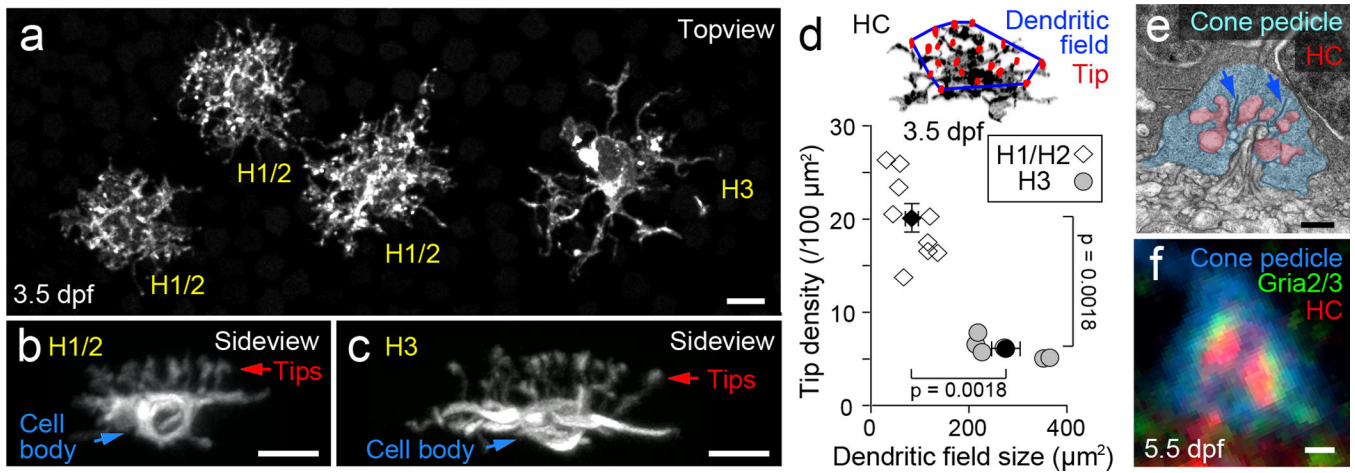 a
Topview
H1/2
H1/2
H1/2
H3
3.5 dpf
b
H1/2
Sideview
Tips
Cell
body
c
H3
Sideview
Tips
Cell body
d
HC
Dendritic
field
Tip
3.5 dpf
H1/H2
H3
Tip density (/100 µm²)
30
20
10
0
p = 0.0018
p = 0.0018
0
200
400
Dendritic field size (µm²)
e
Cone pedicle
HC
f
Cone pedicle
Gria2/3
HC
5.5 dpf